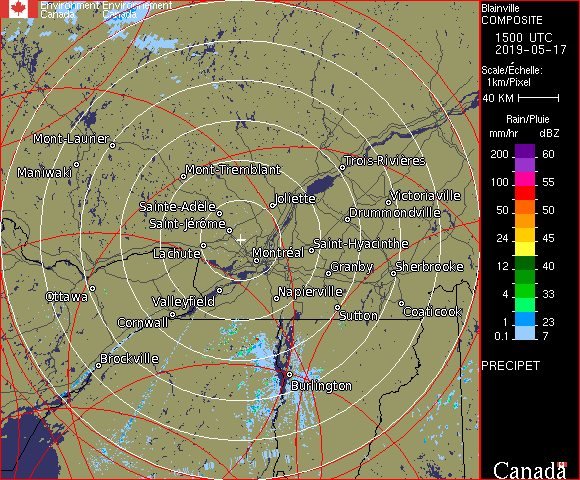 Environment Environnement
Canada Canada
Mont-Laurier
Maniwaki
Mont-Tremblant
Trois-Rivières
Sainte-Adèle
Joliette
Victoriaville
Drummondville
Saint-Jérôme
Saint-Hyacinthe
Lachute
Montréal
Granby
Sherbrooke
Ottawa
Valleyfield
Napierville
Sutton
Coaticook
Cornwall
Brockville
Burlington
Blainville
COMPOSITE
1500 UTC
2019-05-17
Scale/Échelle:
1km/Pixel
40 KM
Rain/Pluie
mm/hr dBZ
200 60
100 55
50 50
24 45
12 40
4 33
1 23
0.1 7
PRECIPET
Canada